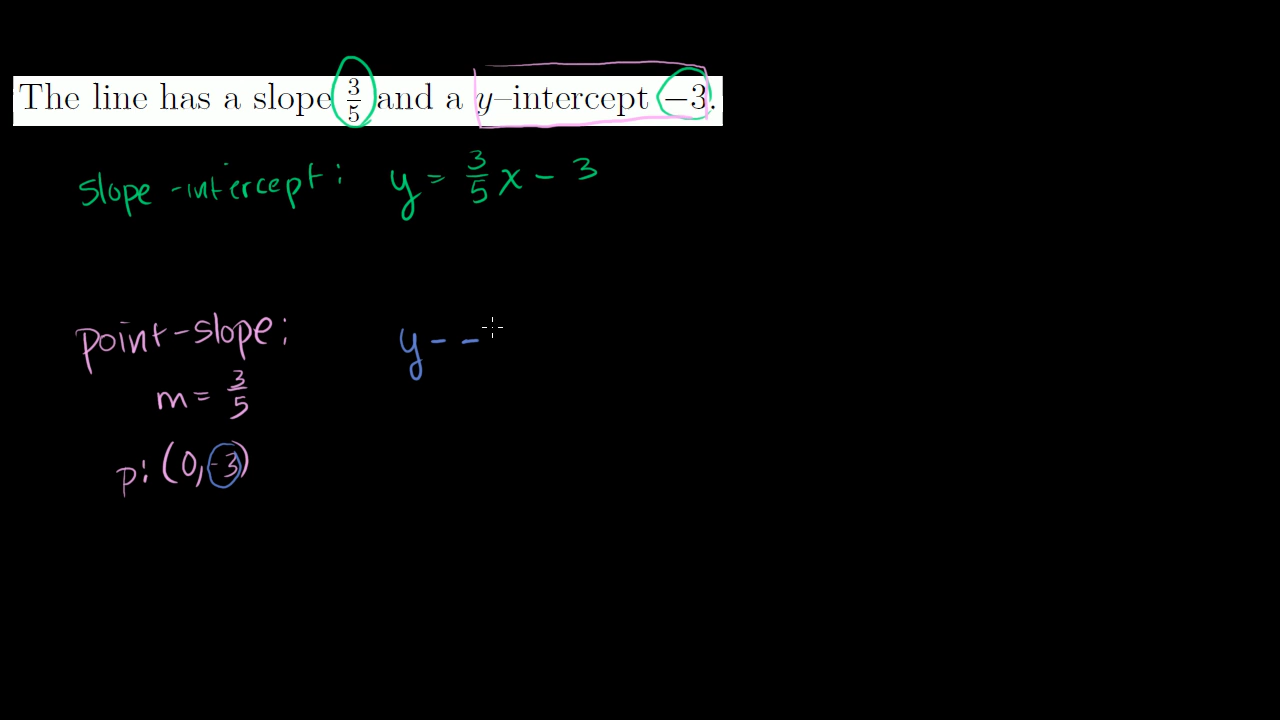 The line has a slope 3/5 and a y–intercept −3.
slope-intercept: y = 3/5 x - 3
point-slope: y - -
m = 3/5
p: (0, -3)